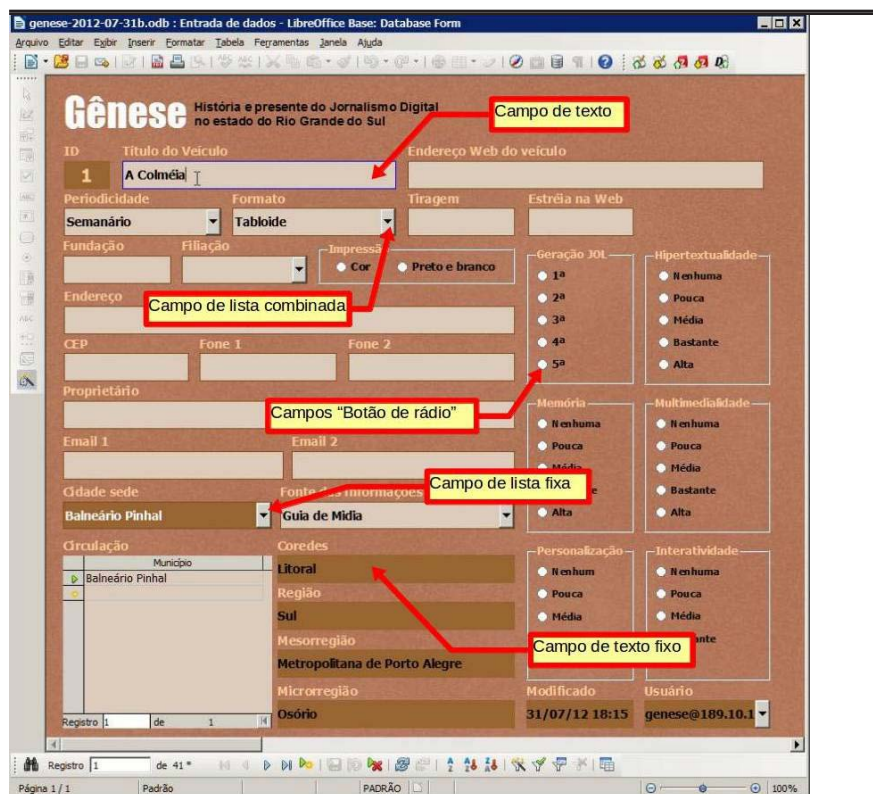 genese-2012-07-31b.odb : Entrada de dados - LibreOffice Base: Database Form
Arquivo Editar Exibir Inserir Formatar Tabela Ferramentas Janela Ajuda
Gênese
História e presente do Jornalismo Digital
no estado do Rio Grande do Sul
Campo de texto
ID Título do Veículo Endereço Web do veículo
1 A Colméia
Periodicidade Formato Tiragem Estréia na Web
Semanário Tabloide
Fundação Filiação Impressã
Cor Preto e branco
Geração JOL
1ª
2ª
3ª
4ª
5ª
Hipertextualidade
Nenhuma
Pouca
Média
Bastante
Alta
Endereço
Campo de lista combinada
CEP Fone 1 Fone 2
Proprietário
Campos “Botão de rádio”
Email 1 Email 2
Memória
Nenhuma
Pouca
Média
Alta
Multimedialidade
Nenhuma
Pouca
Média
Bastante
Alta
Campo de lista fixa
Cidade sede Fonte das Informações
Balneário Pinhal Guia de Midia
Circulação
Município
Balneário Pinhal
Registro 1 de 1
Coredes
Litoral
Região
Sul
Mesorregião
Metropolitana de Porto Alegre
Microrregião
Osório
Personalização
Nenhum
Pouca
Média
Interatividade
Nenhuma
Pouca
Média
Campo de texto fixo
Modificado Usuário
31/07/12 18:15 genese@189.10.1
Registro 1 de 41 *
Página 1 / 1 Padrão PADRÃO 100%